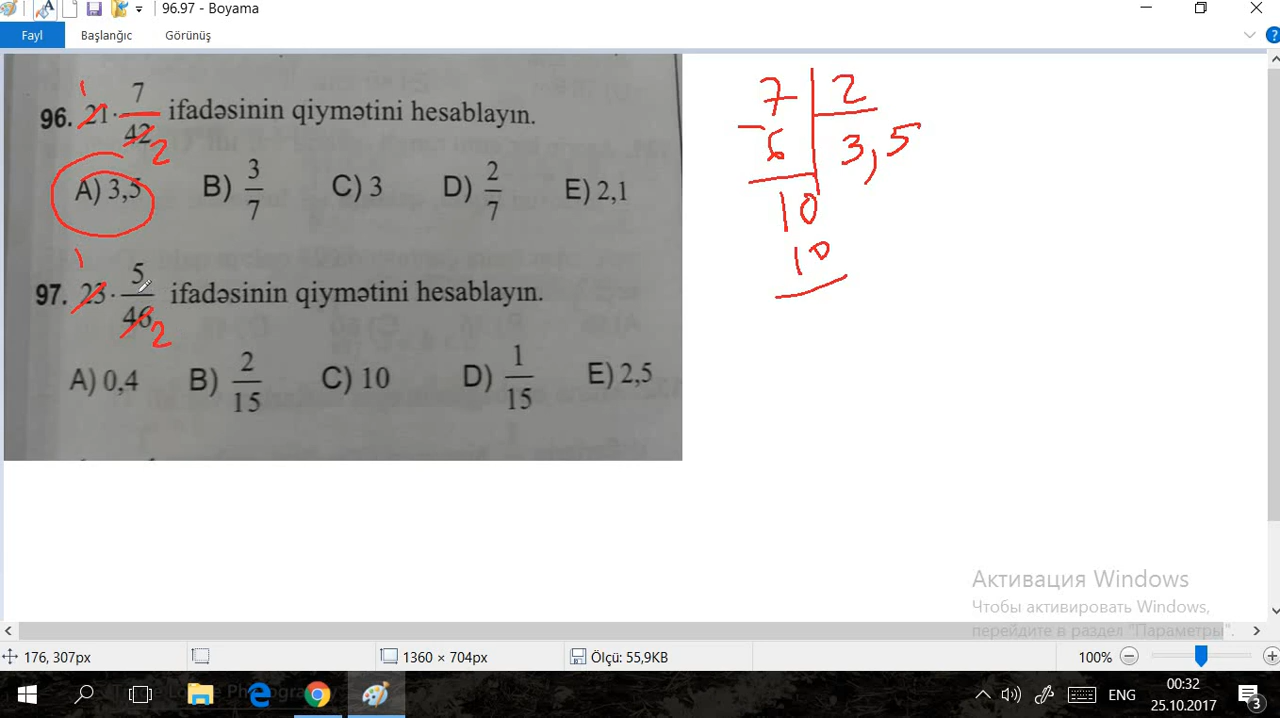 96.97 - Boyama
Fayl Başlanğıc Görünüş
96. 21 · 7/42 ifadəsinin qiymətini hesablayın.
1
2
A) 3,5 B) 3/7 C) 3 D) 2/7 E) 2,1
97. 23 · 5/46 ifadəsinin qiymətini hesablayın.
1
2
A) 0,4 B) 2/15 C) 10 D) 1/15 E) 2,5
7 2
- 6 3,5
10
10
Активация Windows
Чтобы активировать Windows,
перейдите в раздел "Параметры".
176, 307px 1360 × 704px Ölçü: 55,9KB 100%
ENG 00:32
25.10.2017 3